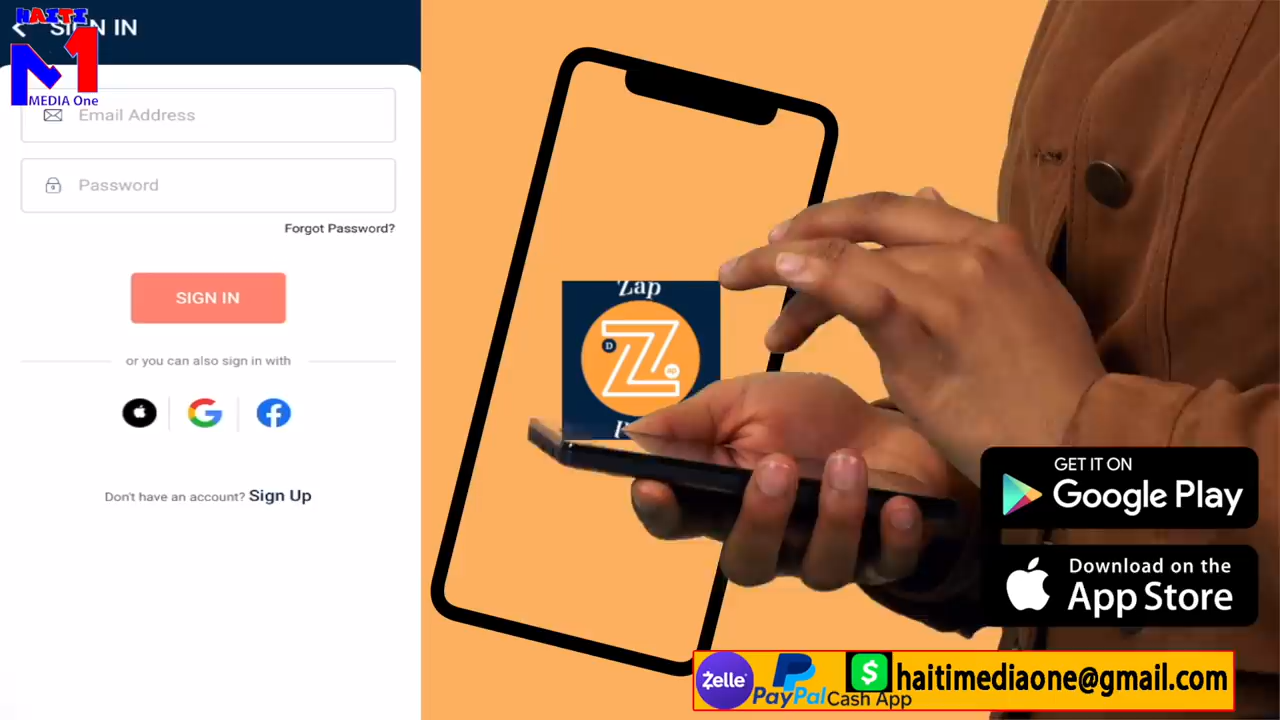 HAITI
SIGN IN
M1
MEDIA One
Email Address
Password
Forgot Password?
SIGN IN
or you can also sign in with
Don't have an account? Sign Up
Zap
Z
D
GET IT ON
Google Play
Download on the
App Store
Zelle
PayPal
$
Cash App
haitimediaone@gmail.com